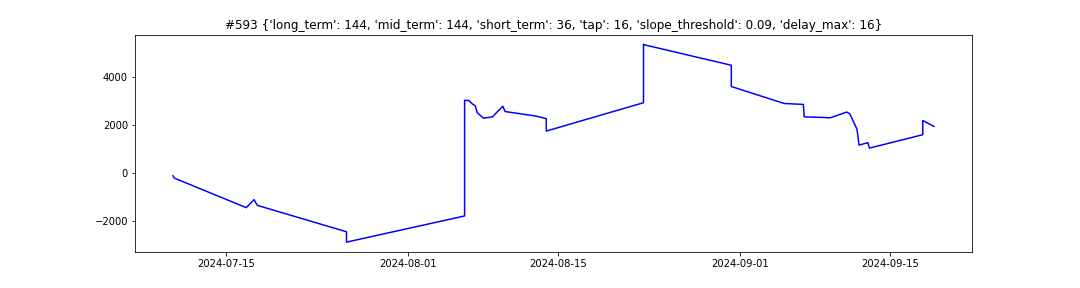 #593 {'long_term': 144, 'mid_term': 144, 'short_term': 36, 'tap': 16, 'slope_threshold': 0.09, 'delay_max': 16}
4000
2000
0
−2000
2024-07-15 2024-08-01 2024-08-15 2024-09-01 2024-09-15